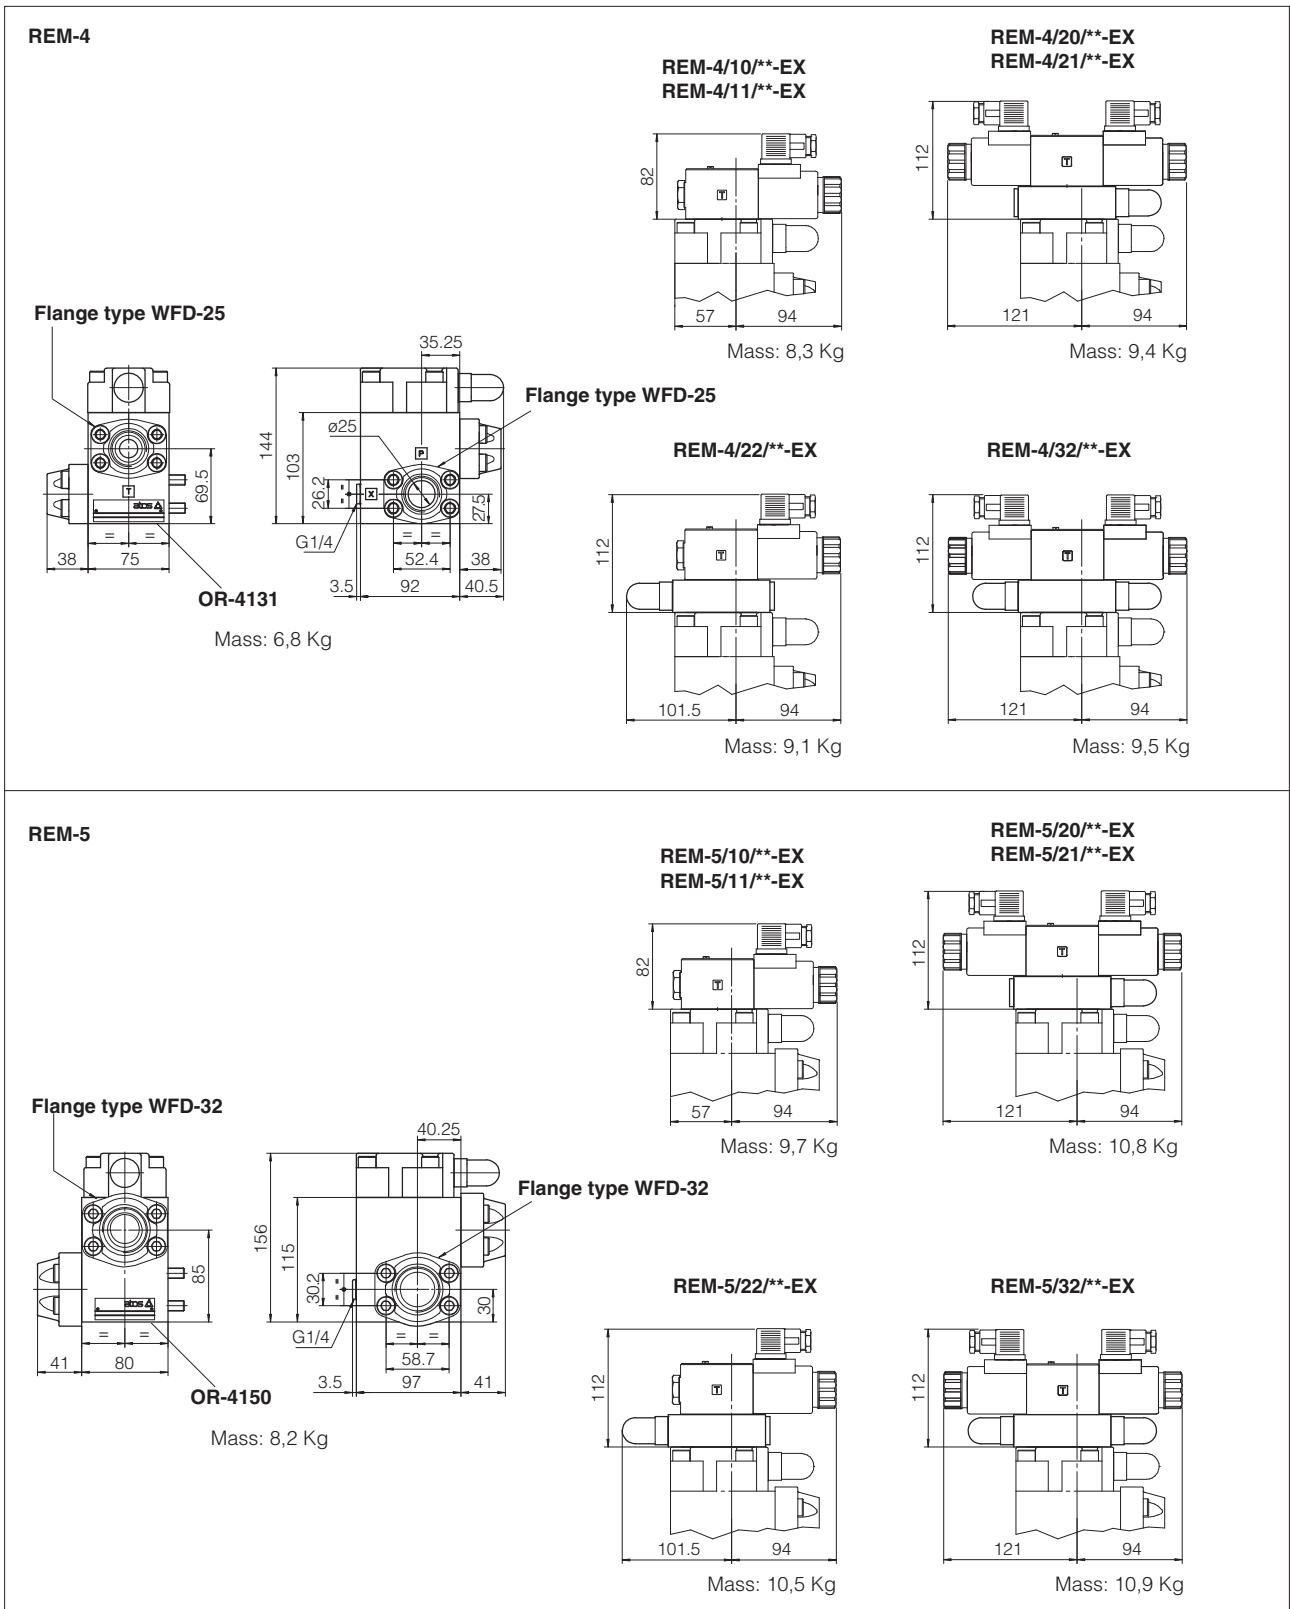 REM-4
REM-4/10/**-EX
REM-4/11/**-EX
82
57
94
Mass: 8,3 Kg
REM-4/20/**-EX
REM-4/21/**-EX
112
T
121
94
Mass: 9,4 Kg
Flange type WFD-25
T
atos
69.5
= =
38
75
OR-4131
Mass: 6,8 Kg
35.25
Flange type WFD-25
144
103
ø25
P
X
26.2
= =
27.5
G1/4
= =
52.4
38
3.5
92
40.5
REM-4/22/**-EX
112
T
101.5
94
Mass: 9,1 Kg
REM-4/32/**-EX
112
T
121
94
Mass: 9,5 Kg
REM-5
REM-5/10/**-EX
REM-5/11/**-EX
82
T
57
94
Mass: 9,7 Kg
REM-5/20/**-EX
REM-5/21/**-EX
112
T
121
94
Mass: 10,8 Kg
Flange type WFD-32
85
atos
= =
41
80
OR-4150
Mass: 8,2 Kg
40.25
Flange type WFD-32
156
115
30.2
= =
30
G1/4
= =
58.7
3.5
97
41
REM-5/22/**-EX
112
T
101.5
94
Mass: 10,5 Kg
REM-5/32/**-EX
112
T
121
94
Mass: 10,9 Kg